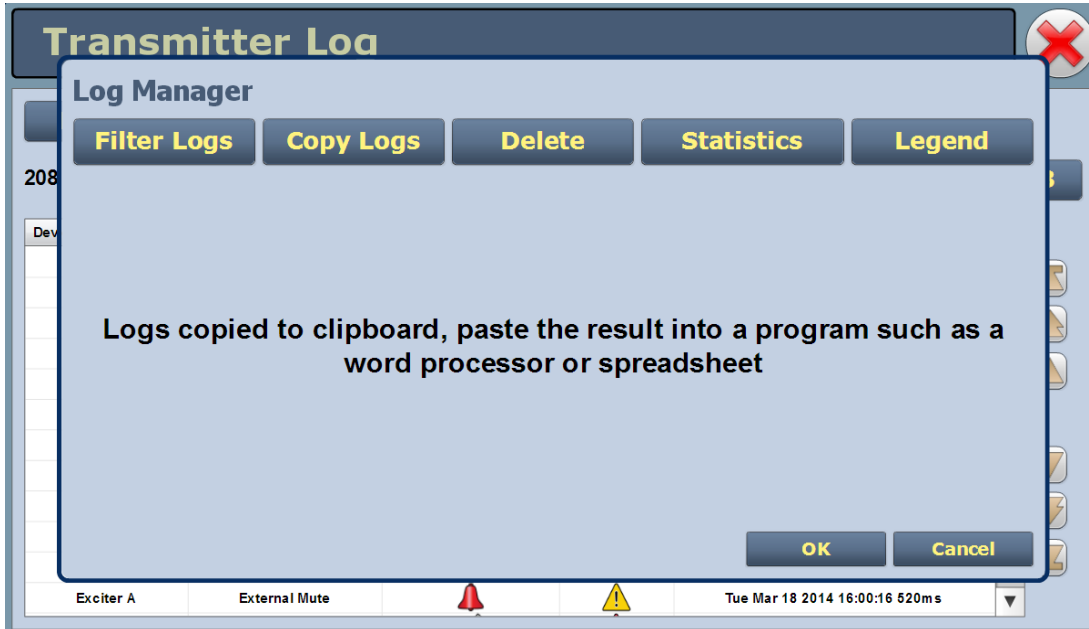 Transmitter Log
Log Manager
Filter Logs Copy Logs Delete Statistics Legend
208
Dev
Logs copied to clipboard, paste the result into a program such as a
word processor or spreadsheet
OK Cancel
Exciter A External Mute Tue Mar 18 2014 16:00:16 520ms